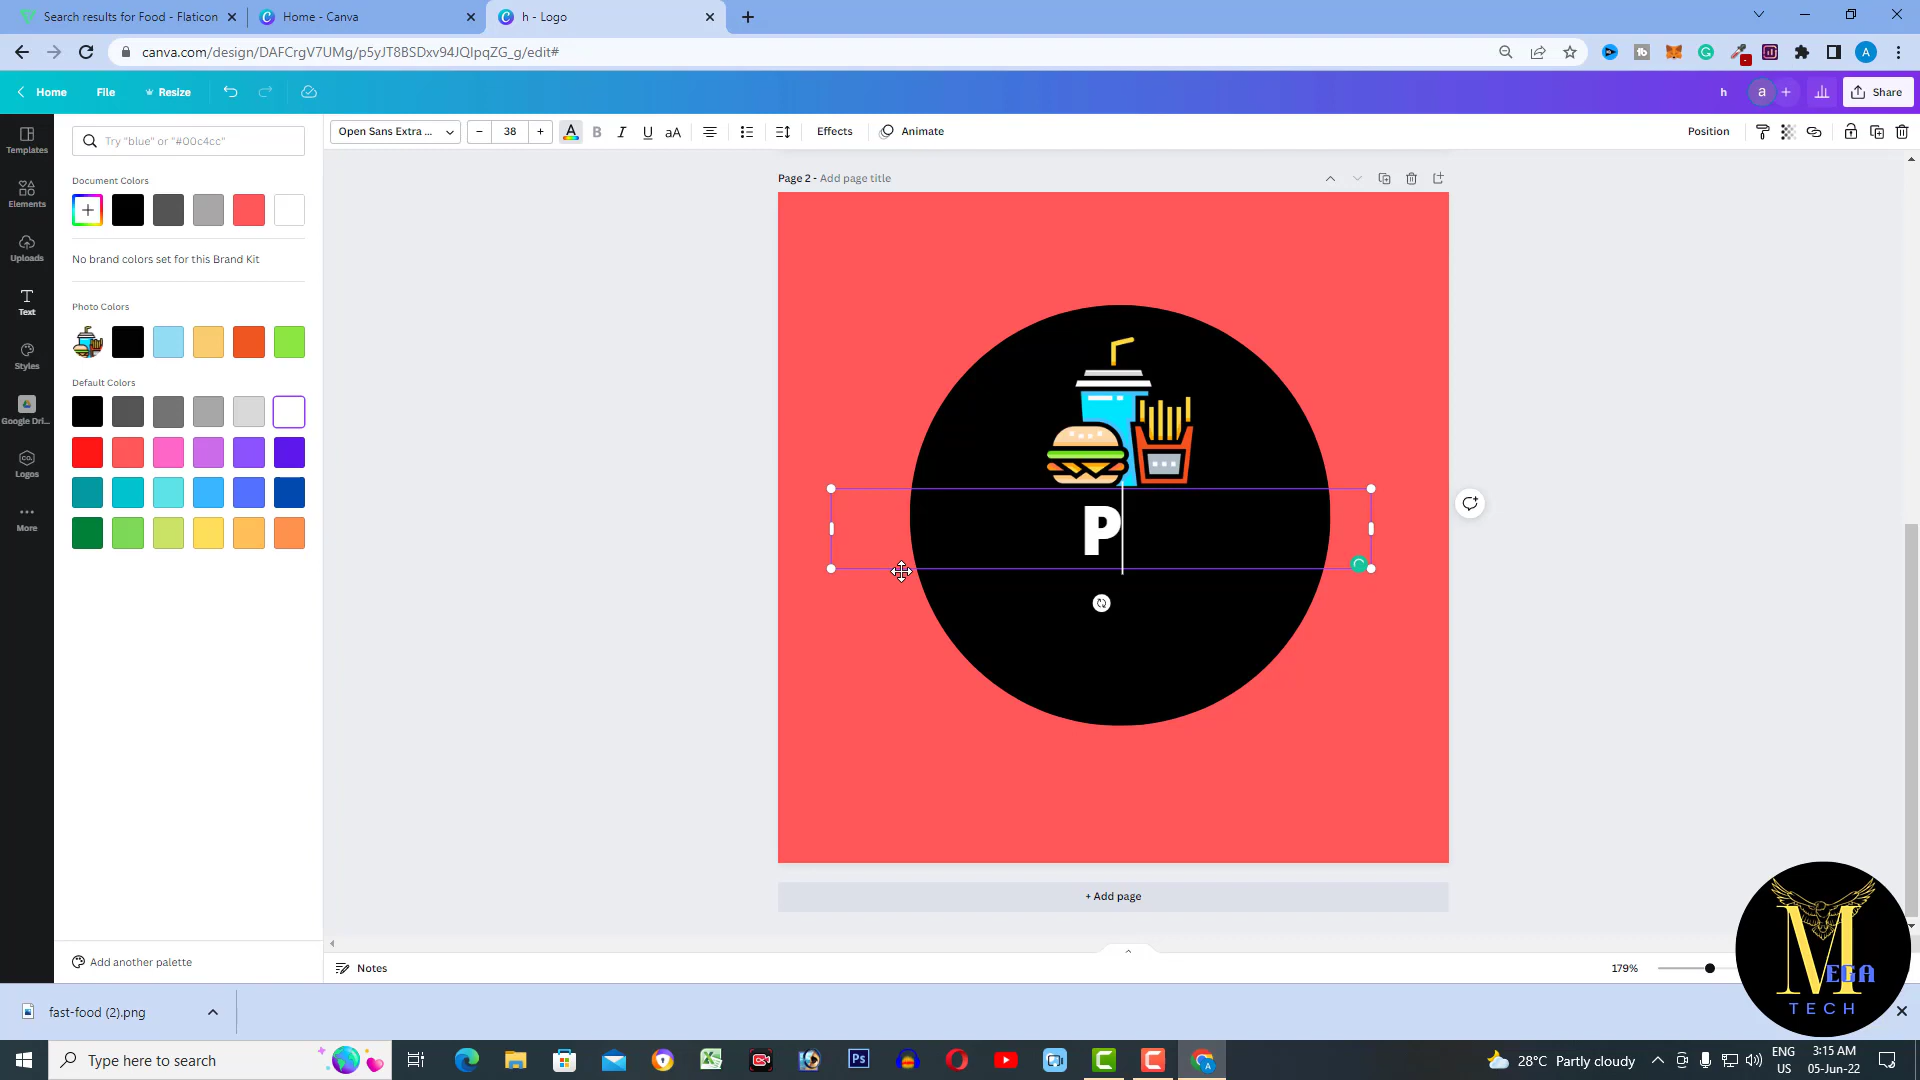 Search results for Food - Flaticon
Home - Canva
h - Logo
canva.com/design/DAFCrgV7UMg/p5yJT8BSDxv94JQIpqZG_g/edit#
Home
File
Resize
h
a
Share
Templates
Elements
Uploads
Text
Styles
Google Dri...
Logos
More
Try "blue" or "#00c4cc"
Document Colors
No brand colors set for this Brand Kit
Photo Colors
Default Colors
Add another palette
Open Sans Extra ...
38
aA
Effects
Animate
Position
Page 2 - Add page title
CO.
P
+ Add page
Notes
179%
MEGA
TECH
fast-food (2).png
Type here to search
28°C Partly cloudy
ENG
US
3:15 AM
05-Jun-22